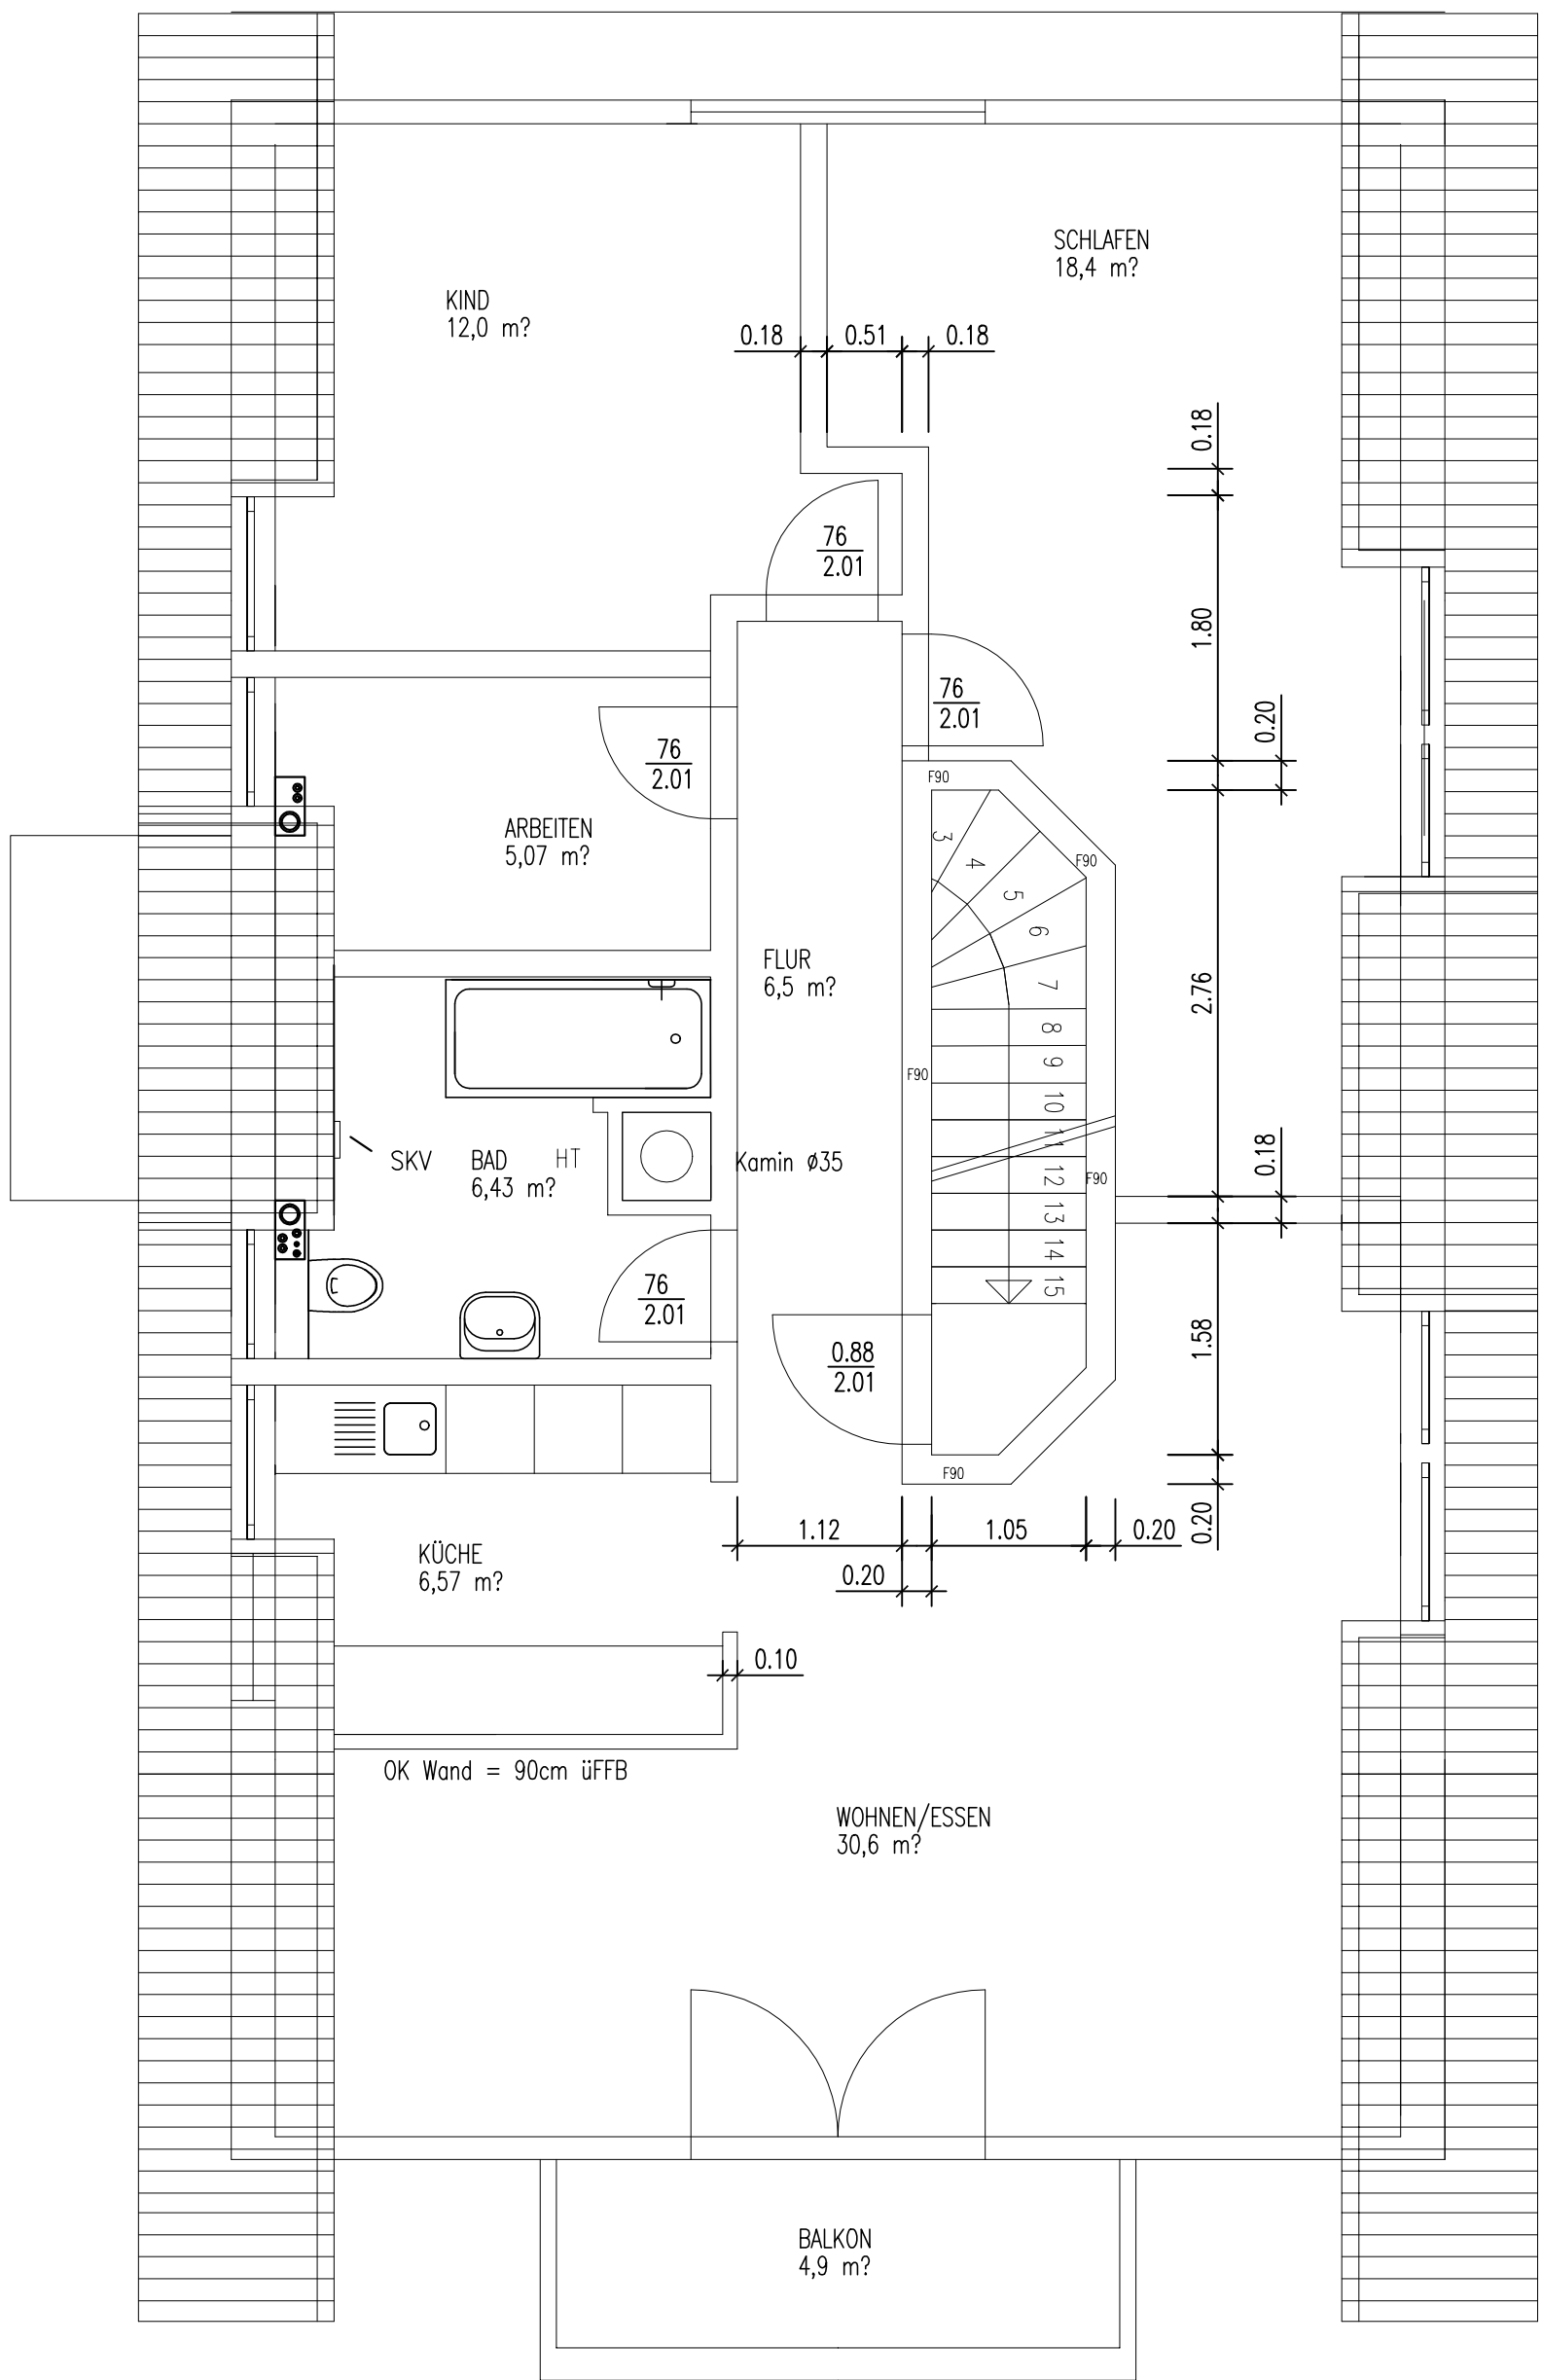 SCHLAFEN
18,4 m?
KIND
12,0 m?
0.18
0.51
0.18
0.18
76
2.01
1.80
76
2.01
0.20
76
2.01
F90
3
4
F90
ARBEITEN
5,07 m?
5
6
FLUR
6,5 m?
7
2.76
8
9
F90
10
11
SKV
BAD
6,43 m?
HT
Kamin ø35
12
F90
0.18
13
14
15
76
2.01
0.88
2.01
1.58
F90
0.20
1.12
1.05
0.20
0.20
KÜCHE
6,57 m?
0.10
OK Wand = 90cm üFFB
WOHNEN/ESSEN
30,6 m?
BALKON
4,9 m?